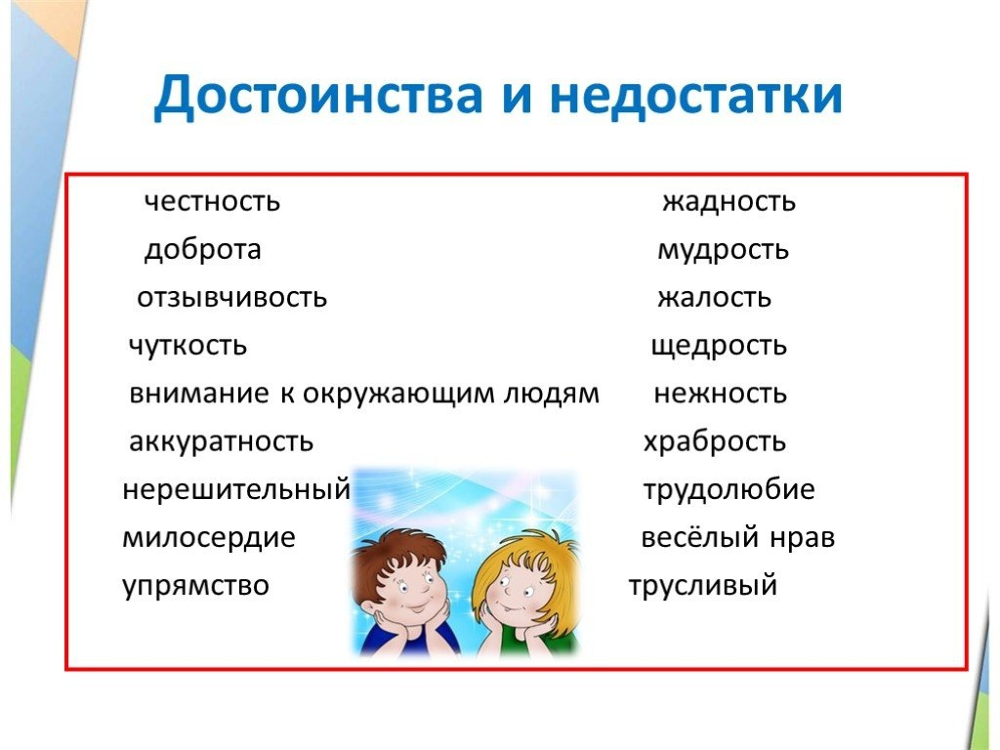 Достоинства и недостатки
честность жадность
доброта мудрость
отзывчивость жалость
чуткость щедрость
внимание к окружающим людям нежность
аккуратность храбрость
нерешительный трудолюбие
милосердие весёлый нрав
упрямство трусливый